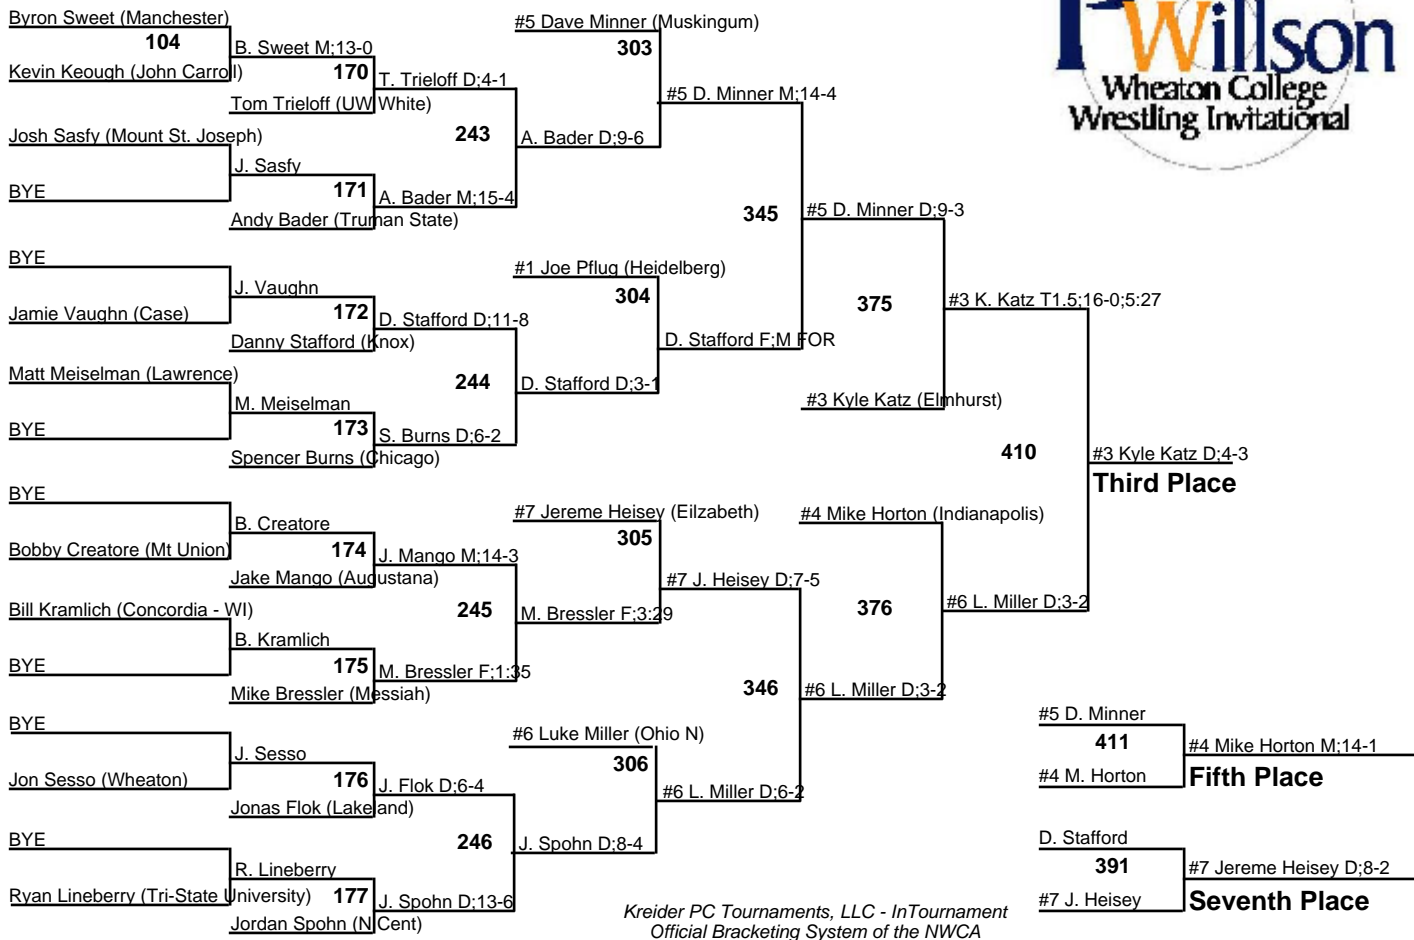 Byron Sweet (Manchester)
104
B. Sweet M;13-0
Kevin Keough (John Carroll)
170
T. Trieloff D;4-1
Tom Trieloff (UW White)
243
A. Bader D;9-6
Josh Sasfy (Mount St. Joseph)
J. Sasfy
BYE
171
A. Bader M;15-4
Andy Bader (Truman State)
#5 Dave Minner (Muskingum)
303
#5 D. Minner M;14-4
345
#5 D. Minner D;9-3
BYE
J. Vaughn
Jamie Vaughn (Case)
172
D. Stafford D;11-8
Danny Stafford (Knox)
244
D. Stafford D;3-1
Matt Meiselman (Lawrence)
M. Meiselman
BYE
173
S. Burns D;6-2
Spencer Burns (Chicago)
#1 Joe Pflug (Heidelberg)
304
D. Stafford F;M FOR
375
#3 K. Katz T1.5;16-0;5:27
#3 Kyle Katz (Elmhurst)
410
#3 Kyle Katz D;4-3
Third Place
BYE
B. Creatore
Bobby Creatore (Mt Union)
174
J. Mango M;14-3
Jake Mango (Augustana)
245
M. Bressler F;3:29
Bill Kramlich (Concordia - WI)
B. Kramlich
BYE
175
M. Bressler F;1:35
Mike Bressler (Messiah)
#7 Jereme Heisey (Eilzabeth)
305
#7 J. Heisey D;7-5
346
#6 L. Miller D;3-2
#4 Mike Horton (Indianapolis)
376
#6 L. Miller D;3-2
BYE
J. Sesso
Jon Sesso (Wheaton)
176
J. Flok D;6-4
Jonas Flok (Lakeland)
246
J. Spohn D;8-4
BYE
R. Lineberry
Ryan Lineberry (Tri-State University)
177
J. Spohn D;13-6
Jordan Spohn (N Cent)
#6 Luke Miller (Ohio N)
306
#6 L. Miller D;6-2
#5 D. Minner
411
#4 Mike Horton M;14-1
#4 M. Horton
Fifth Place
D. Stafford
391
#7 Jereme Heisey D;8-2
#7 J. Heisey
Seventh Place
Willson
Wheaton College
Wrestling Invitational
Kreider PC Tournaments, LLC - InTournament
Official Bracketing System of the NWCA